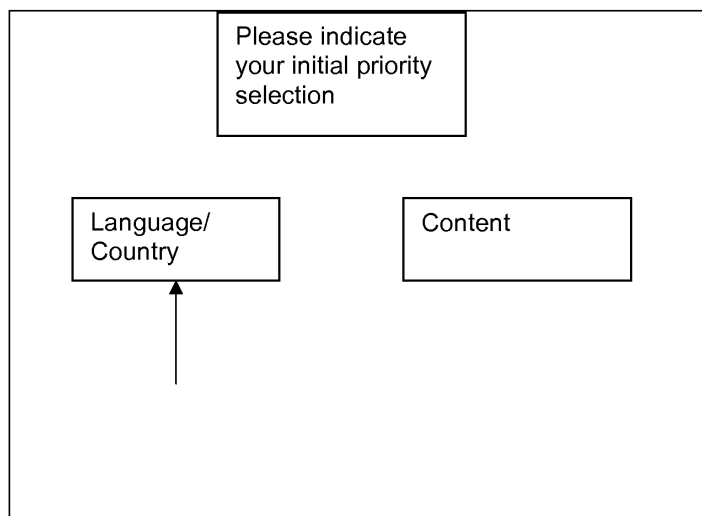 Please indicate
your initial priority
selection
Language/
Country
Content